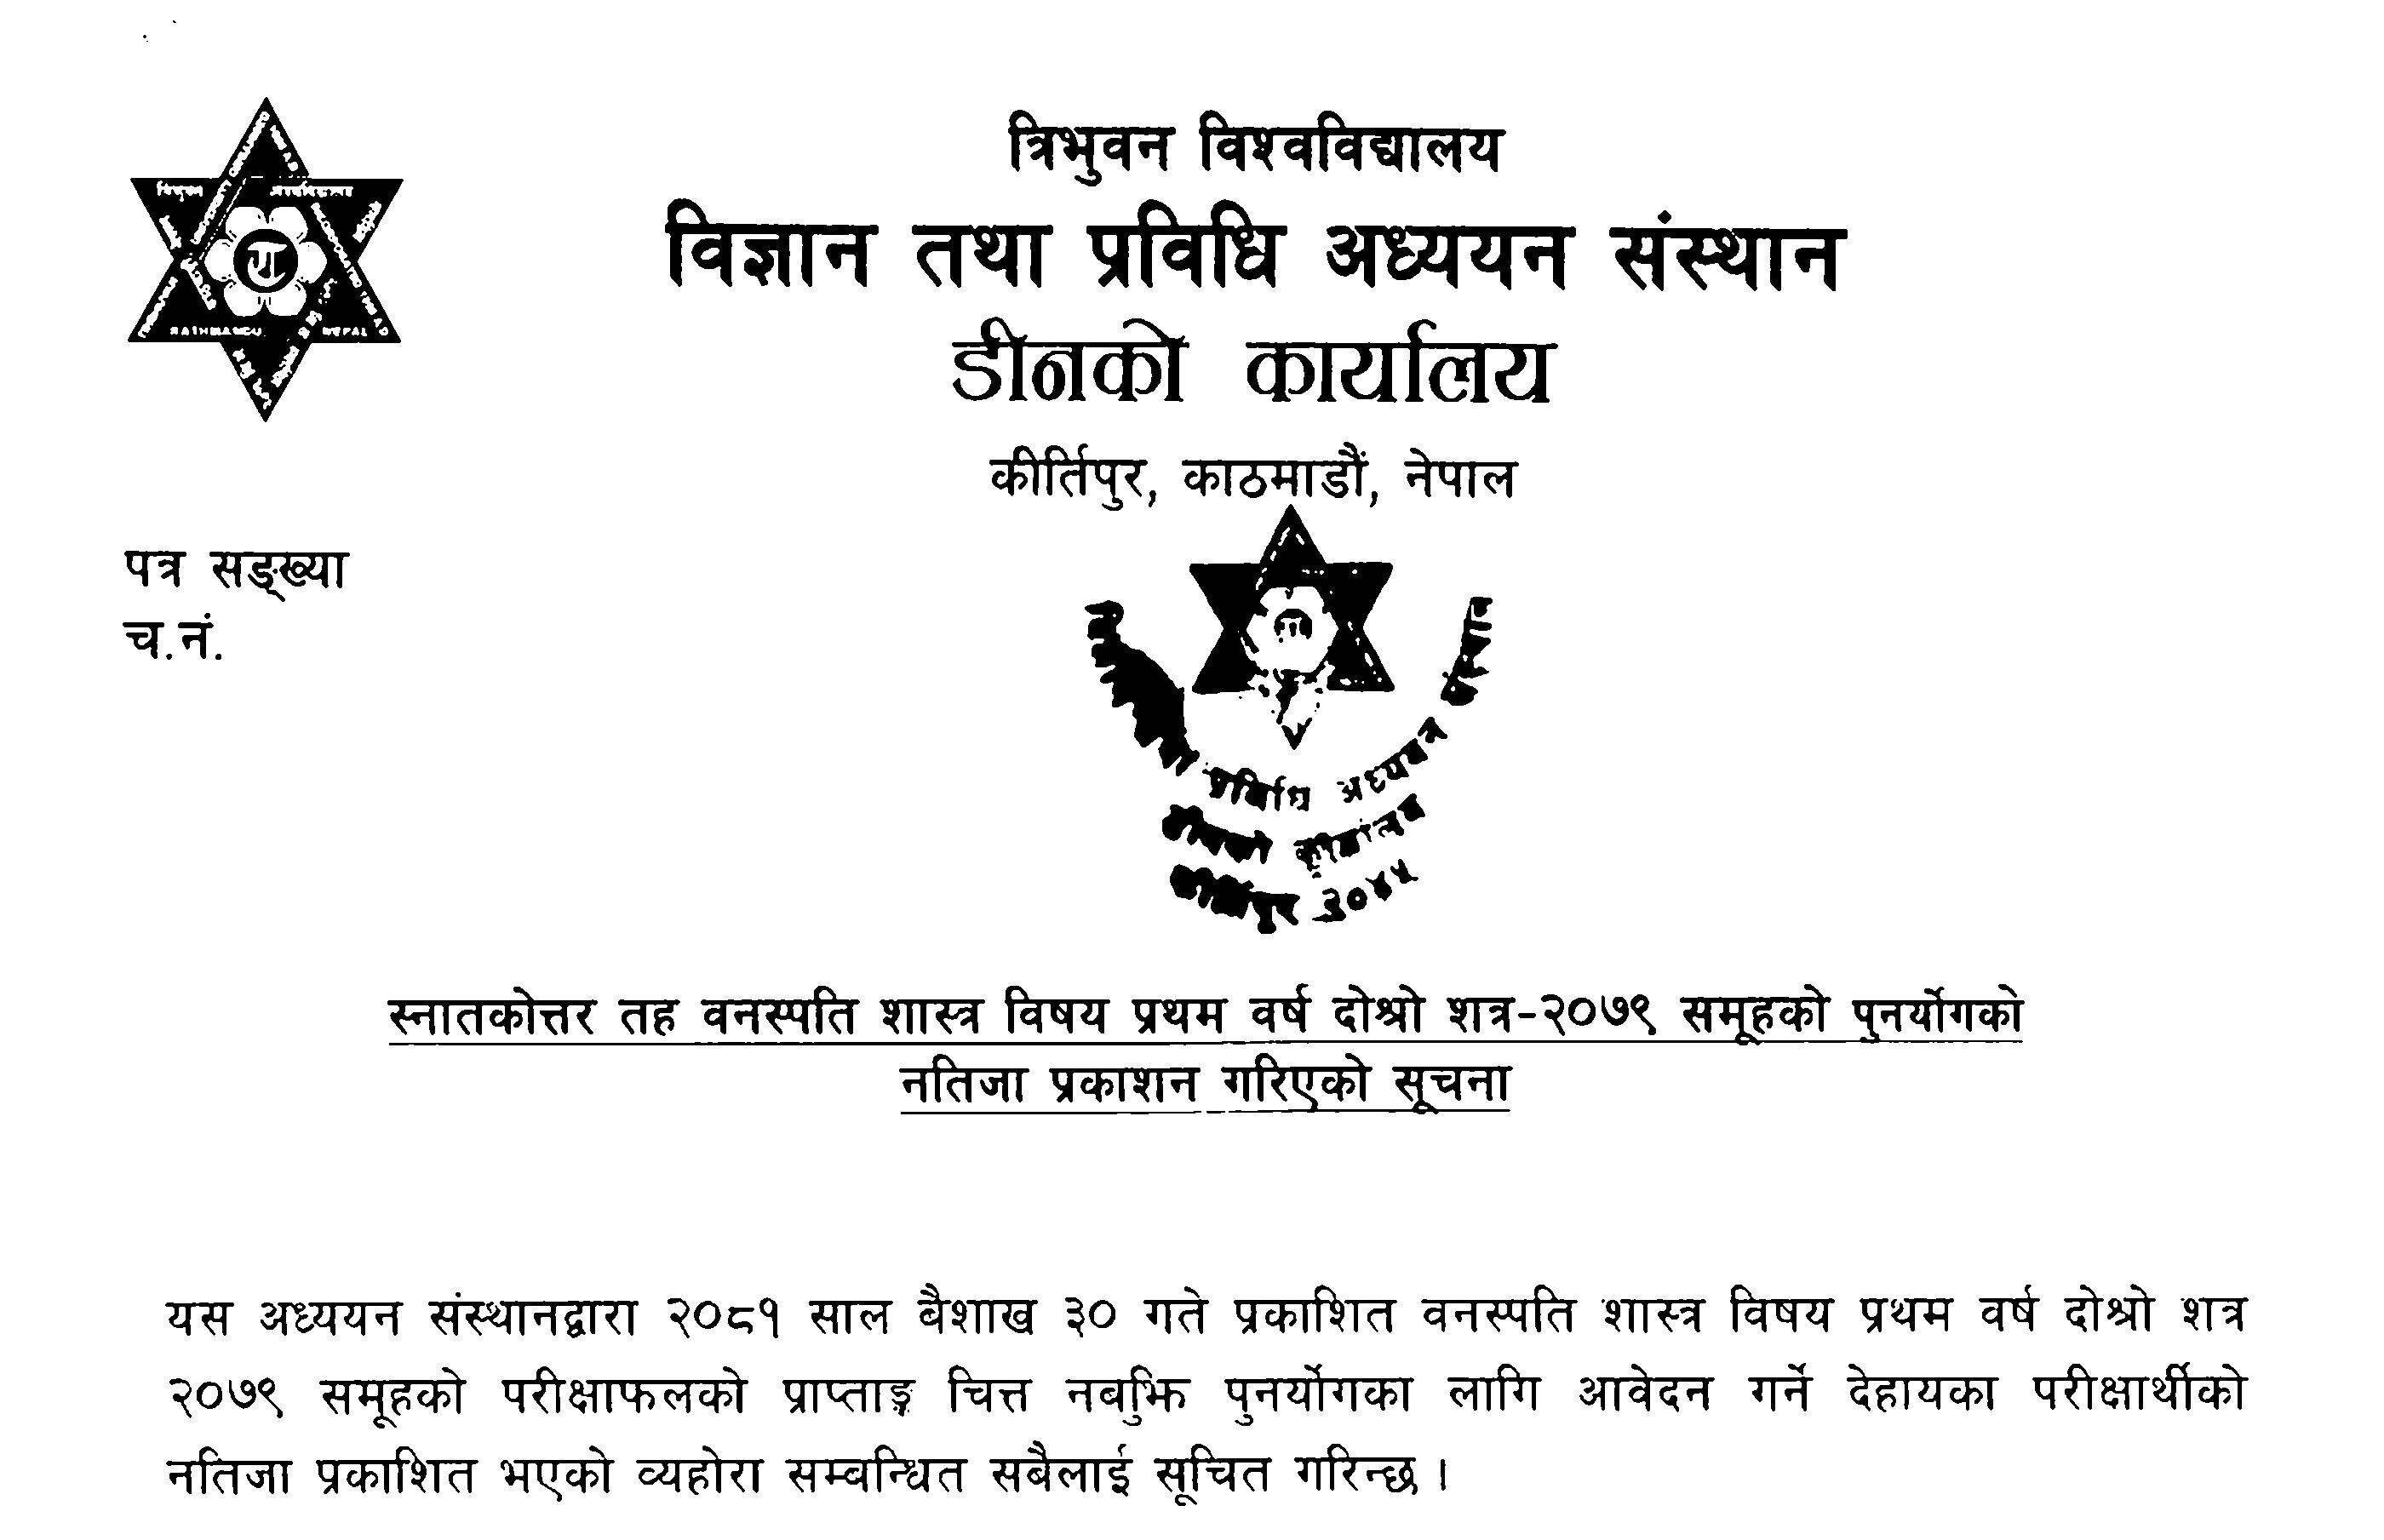 त्रिभुवन विश्वविद्यालय
विज्ञान तथा प्रविधि अध्ययन संस्थान
डीनको कार्यालय
कीर्तिपुर, काठमाडौं, नेपाल
KATHMANDU, NEPAL
पत्र सङ्ख्या
च.नं.
प्रविधि अध्ययन
डीनको कार्यालय
कीर्तिपुर २०४५
स्नातकोत्तर तह वनस्पति शास्त्र विषय प्रथम वर्ष दोश्रो शत्र-२०७९ समूहको पुनर्योगको
नतिजा प्रकाशन गरिएको सूचना
यस अध्ययन संस्थानद्वारा २०८१ साल बैशाख ३० गते प्रकाशित वनस्पति शास्त्र विषय प्रथम वर्ष दोश्रो शत्र
२०७९ समूहको परीक्षाफलको प्राप्ताङ्क चित्त नबुझि पुनर्योगका लागि आवेदन गर्ने देहायका परीक्षार्थीको
नतिजा प्रकाशित भएको व्यहोरा सम्बन्धित सबैलाई सूचित गरिन्छ ।